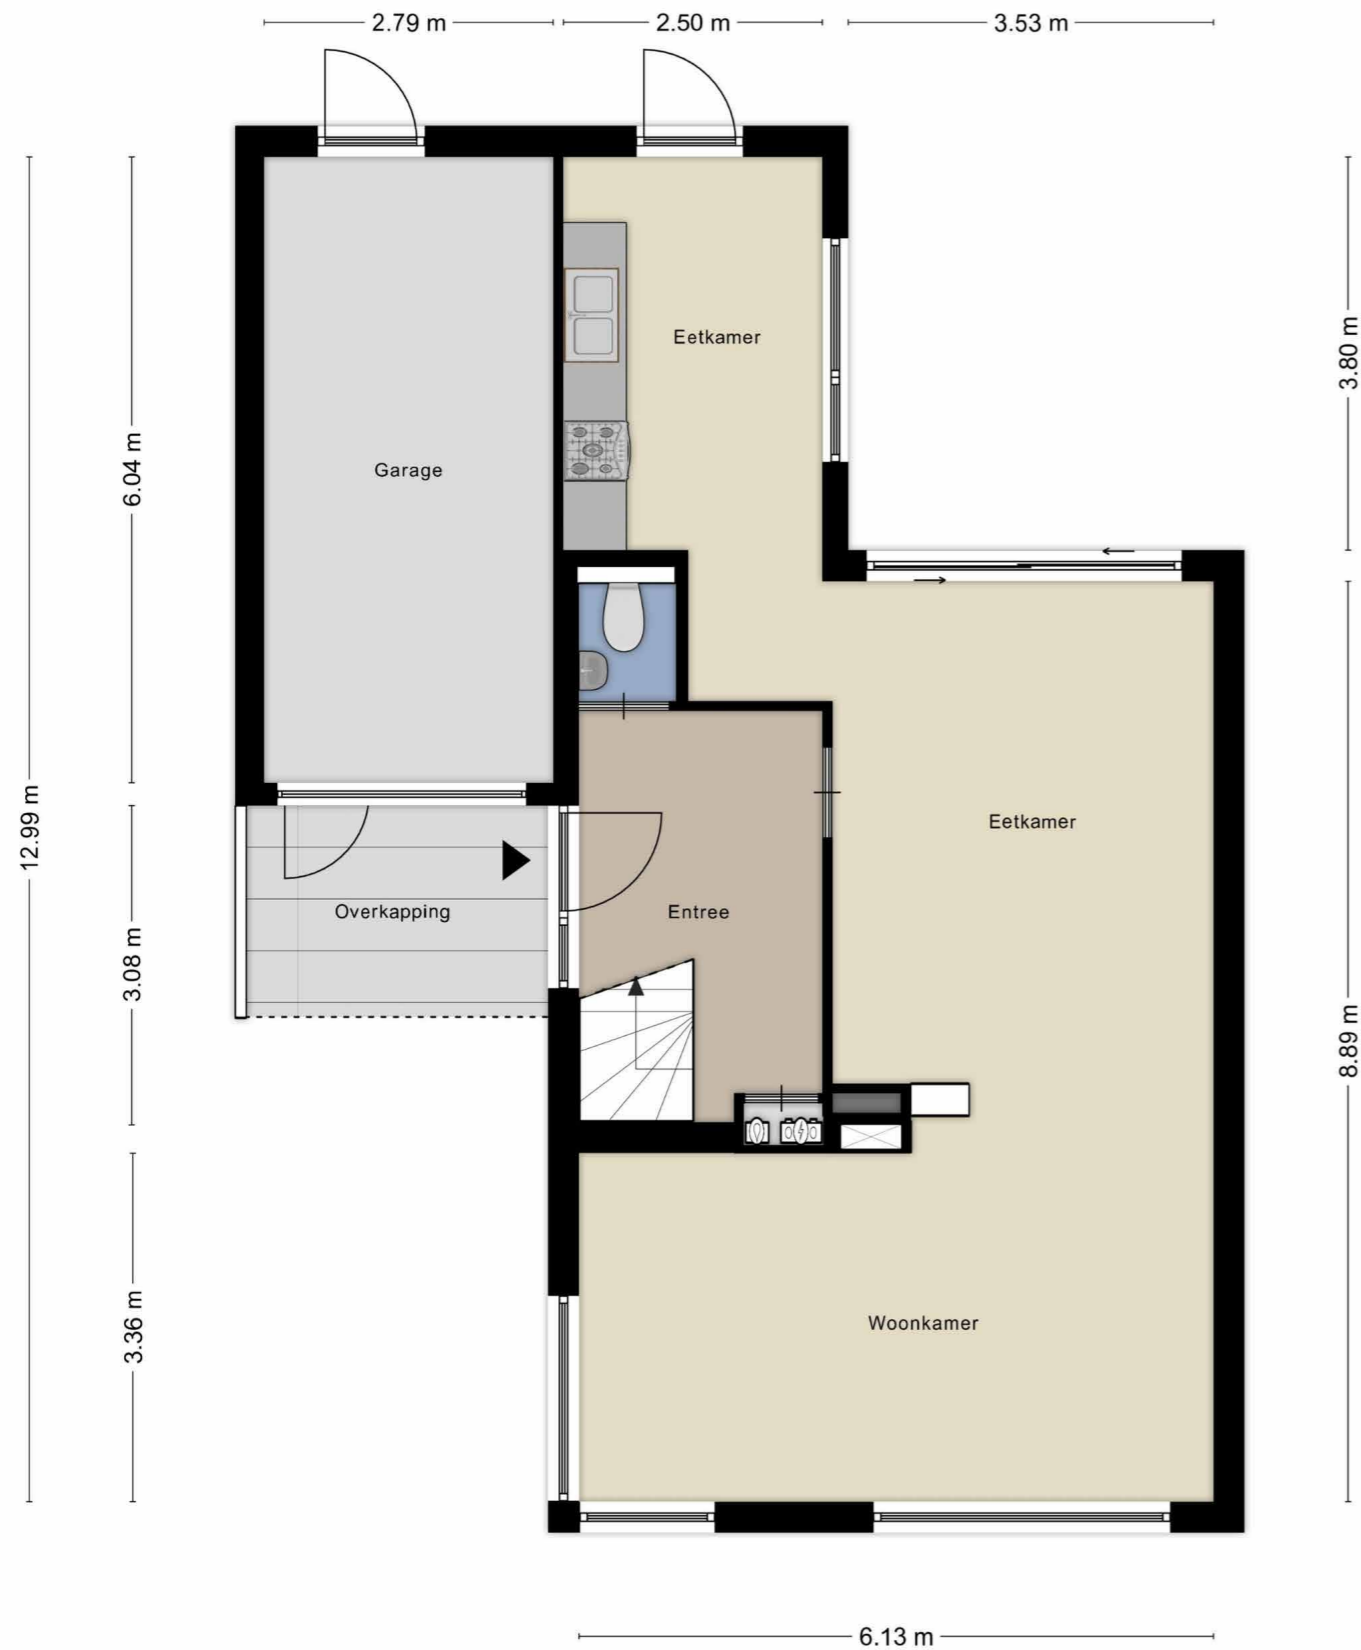 2.79 m
2.50 m
3.53 m
Eetkamer
3.80 m
6.04 m
Garage
12.99 m
Eetkamer
Overkapping
Entree
3.08 m
8.89 m
3.36 m
Woonkamer
6.13 m